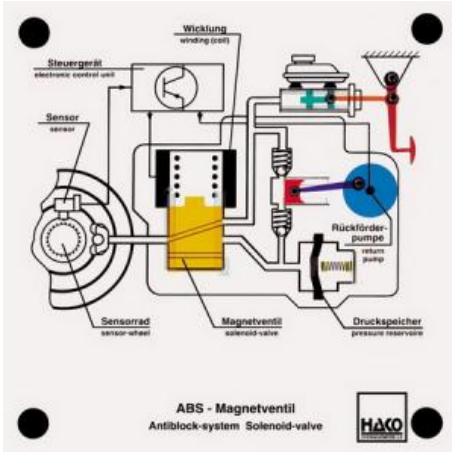 Wicklung
winding (coil)
Steuergerät
electronic control unit
Sensor
sensor
Rückförder-
pumpe
return
pump
Sensorrad
sensor-wheel
Magnetventil
solenoid-valve
Druckspeicher
pressure reservoire
ABS - Magnetventil
Antiblock-system Solenoid-valve
HACO